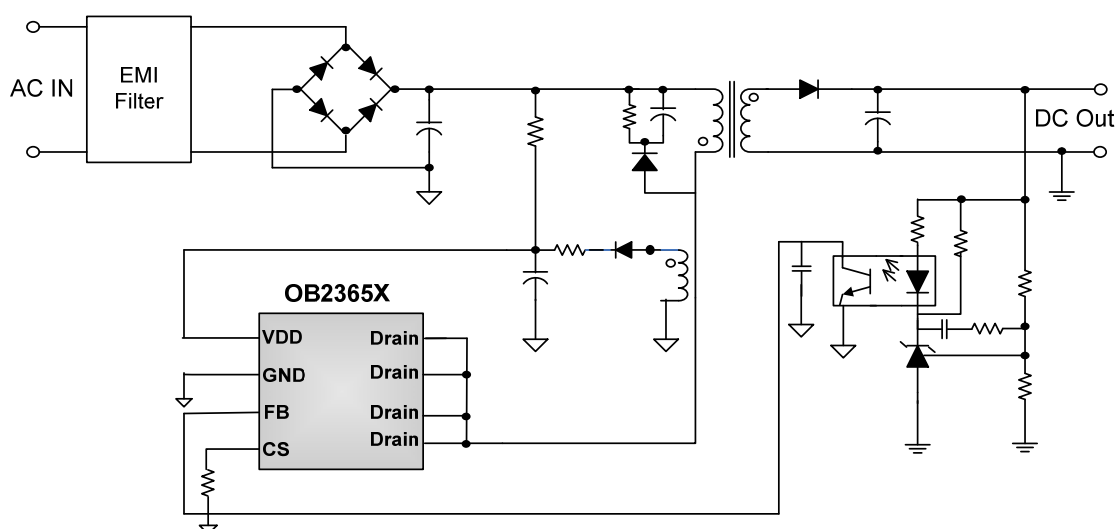 AC IN
EMI
Filter
DC Out
OB2365X
VDD
Drain
GND
Drain
FB
Drain
CS
Drain